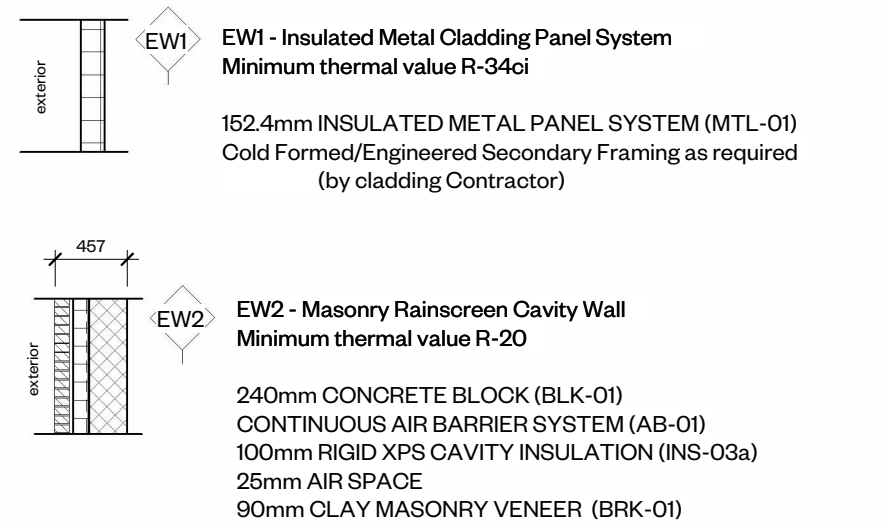 EW1
EW1 - Insulated Metal Cladding Panel System
Minimum thermal value R-34ci
exterior
152.4mm INSULATED METAL PANEL SYSTEM (MTL-01)
Cold Formed/Engineered Secondary Framing as required
(by cladding Contractor)
457
EW2
EW2 - Masonry Rainscreen Cavity Wall
Minimum thermal value R-20
exterior
240mm CONCRETE BLOCK (BLK-01)
CONTINUOUS AIR BARRIER SYSTEM (AB-01)
100mm RIGID XPS CAVITY INSULATION (INS-03a)
25mm AIR SPACE
90mm CLAY MASONRY VENEER (BRK-01)